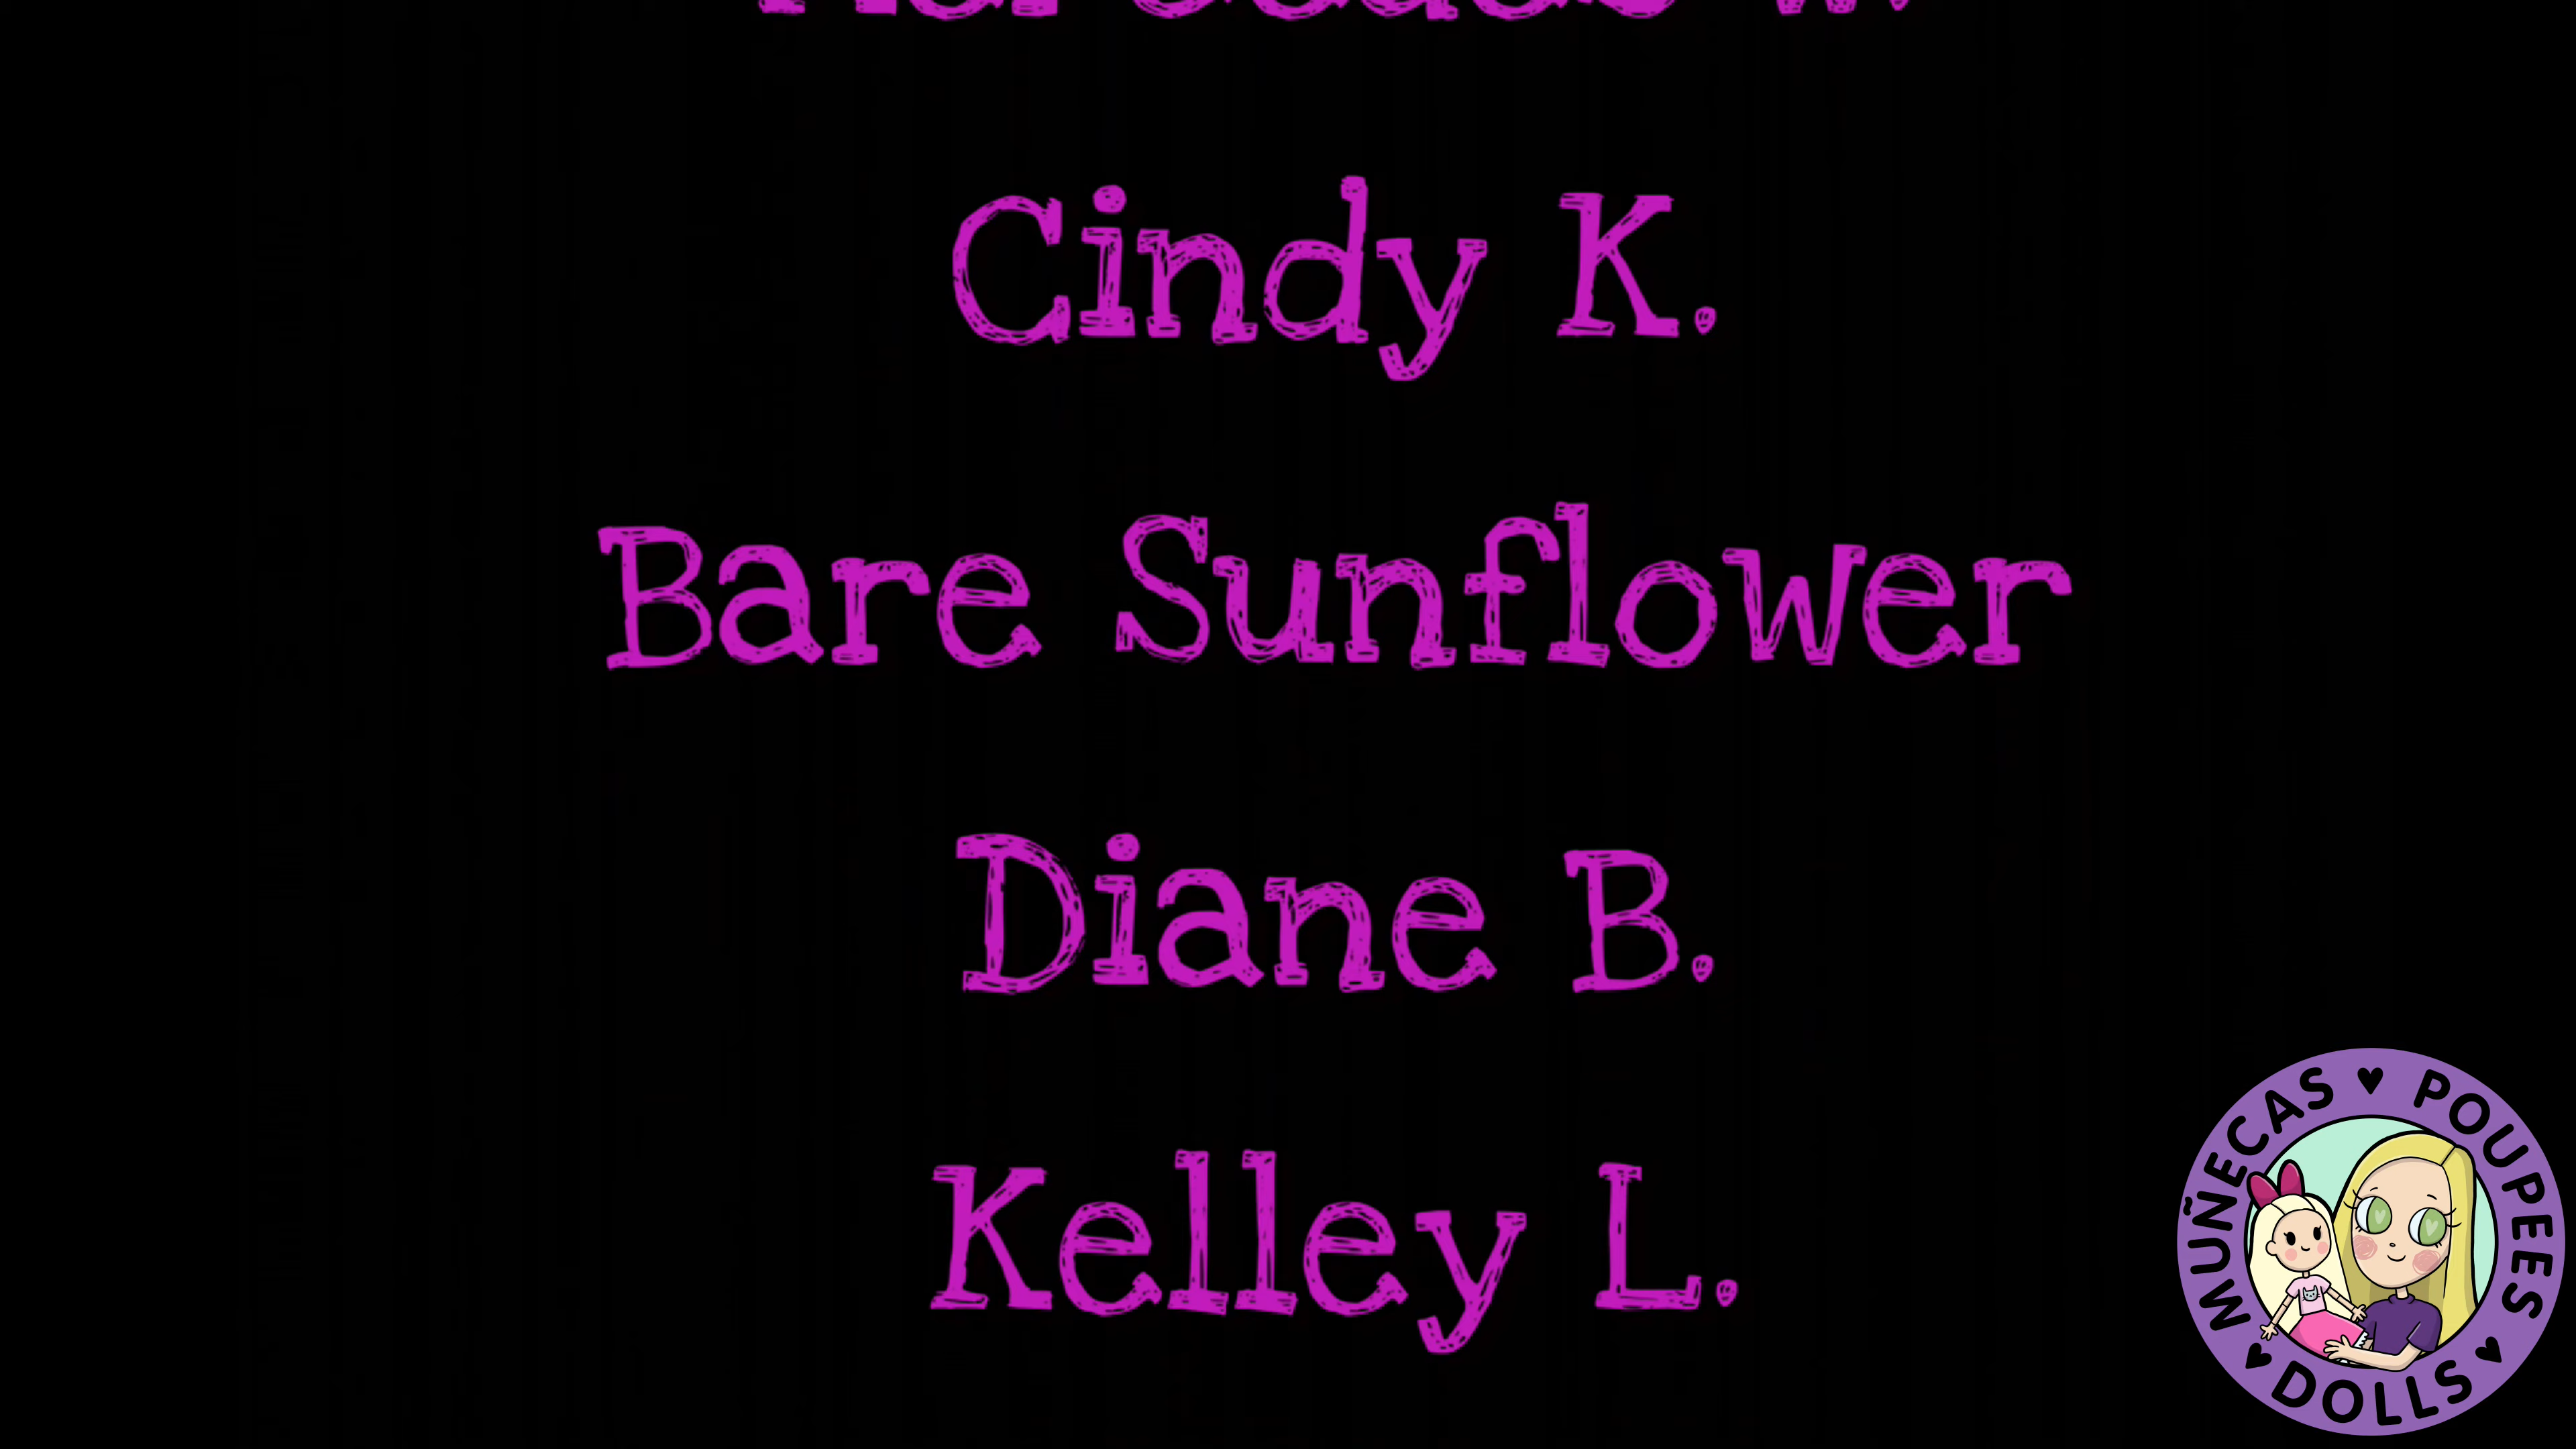 Cindy K.
Bare Sunflower
Diane B.
Kelley L.
MUÑECAS ♥ POUPEES ♥ DOLLS ♥